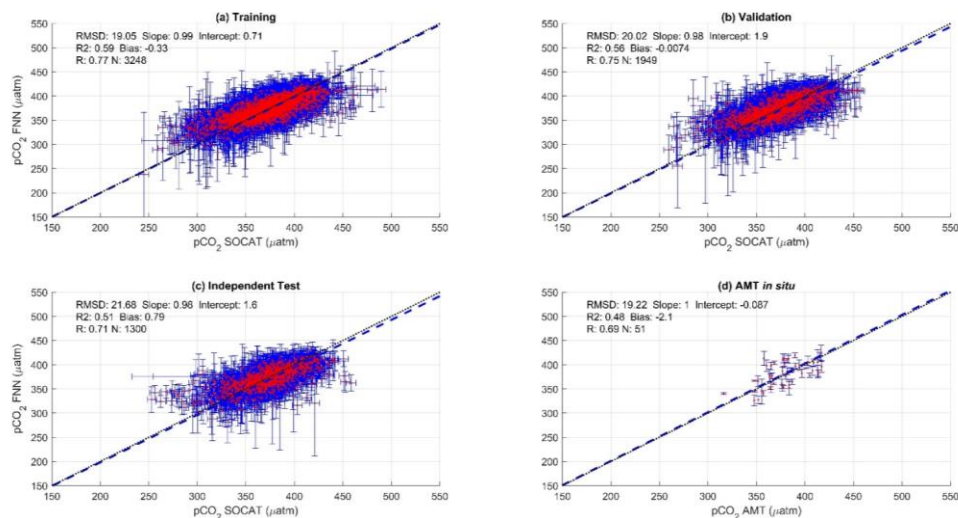 (a) Training
RMSD: 19.05 Slope: 0.99 Intercept: 0.71
R2: 0.59 Bias: -0.33
R: 0.77 N: 3248
pCO2 FNN (μatm)
550
500
450
400
350
300
250
200
150
150 200 250 300 350 400 450 500 550
pCO2 SOCAT (μatm)
(b) Validation
RMSD: 20.02 Slope: 0.98 Intercept: 1.9
R2: 0.56 Bias: -0.0074
R: 0.75 N: 1949
550
500
450
400
350
300
250
200
150
150 200 250 300 350 400 450 500 550
pCO2 SOCAT (μatm)
(c) Independent Test
RMSD: 21.68 Slope: 0.98 Intercept: 1.6
R2: 0.51 Bias: 0.79
R: 0.71 N: 1300
pCO2 FNN (μatm)
550
500
450
400
350
300
250
200
150
150 200 250 300 350 400 450 500 550
pCO2 SOCAT (μatm)
(d) AMT in situ
RMSD: 19.22 Slope: 1 Intercept: -0.087
R2: 0.48 Bias: -2.1
R: 0.69 N: 51
550
500
450
400
350
300
250
200
150
150 200 250 300 350 400 450 500 550
pCO2 AMT (μatm)